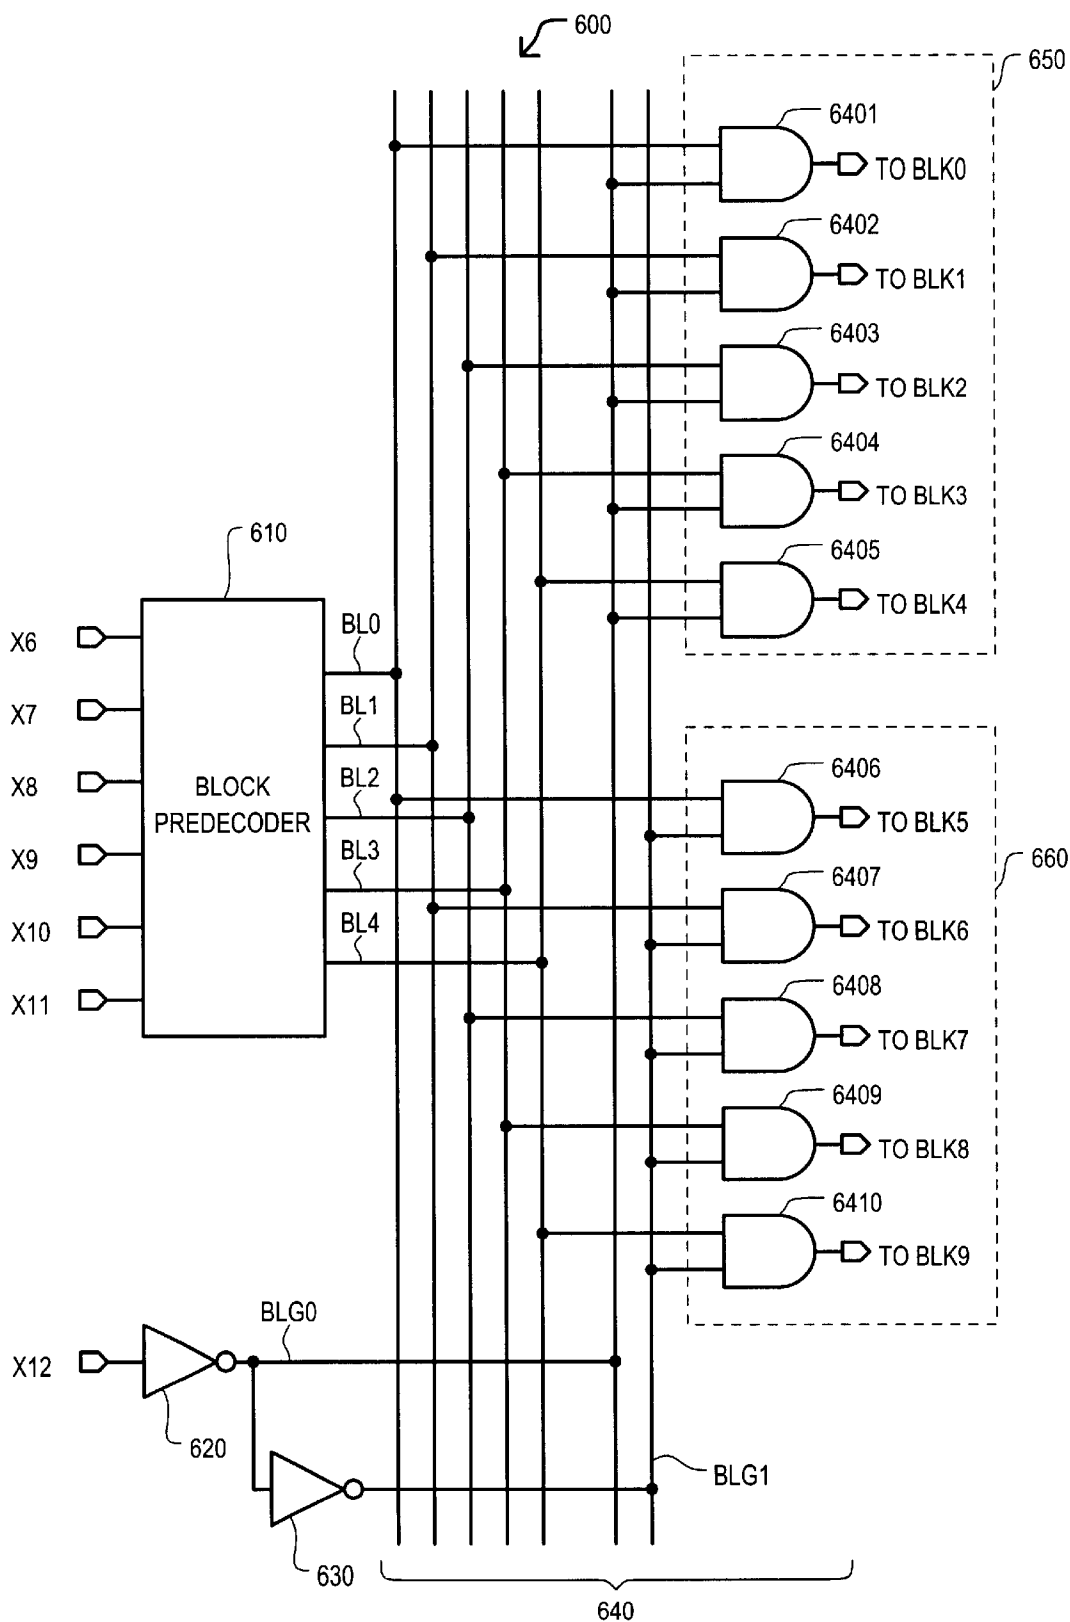 600
650
6401
TO BLK0
6402
TO BLK1
6403
TO BLK2
6404
TO BLK3
6405
TO BLK4
610
X6
X7
X8
X9
X10
X11
BLOCK
PREDECODER
BL0
BL1
BL2
BL3
BL4
660
6406
TO BLK5
6407
TO BLK6
6408
TO BLK7
6409
TO BLK8
6410
TO BLK9
X12
BLG0
620
630
BLG1
640